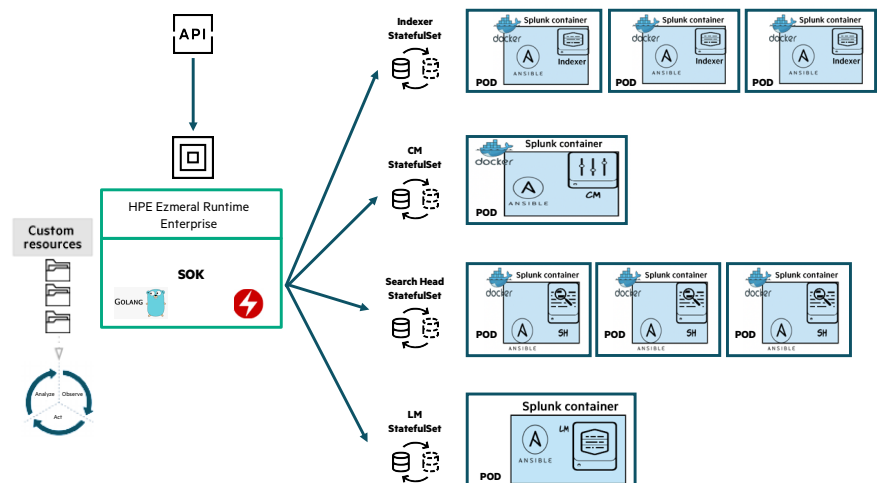 API
HPE Ezmeral Runtime
Enterprise
SOK
GOLANG
Custom
resources
Analyze
Observe
Act
Indexer
StatefulSet
Splunk container
docker
ANSIBLE
Indexer
POD
Splunk container
docker
ANSIBLE
Indexer
POD
Splunk container
docker
ANSIBLE
Indexer
POD
CM
StatefulSet
Splunk container
docker
ANSIBLE
CM
POD
Search Head
StatefulSet
Splunk container
docker
POD
SH
ANSIBLE
Splunk container
docker
POD
SH
ANSIBLE
Splunk container
docker
POD
SH
ANSIBLE
LM
StatefulSet
Splunk container
LM
ANSIBLE
POD